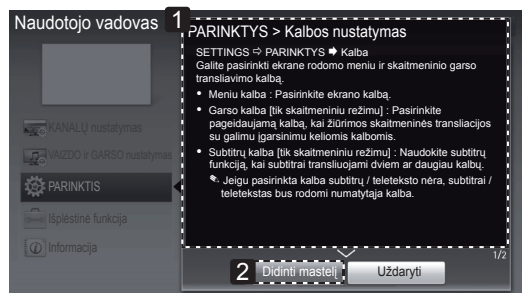 Naudotojo vadovas
1
PARINKTYS > Kalbos nustatymas
SETTINGS ⇨ PARINKTYS ➡ Kalba
Galite pasirinkti ekrane rodomo meniu ir skaitmeninio garso
transliavimo kalbą.
• Meniu kalba : Pasirinkite ekrano kalbą.
• Garso kalba [tik skaitmeniniu režimu] : Pasirinkite
pageidaujamą kalbą, kai žiūrimos skaitmeninės transliacijos
su galimu įgarsinimu keliomis kalbomis.
• Subtitrų kalba [tik skaitmeniniu režimu] : Naudokite subtitrų
funkciją, kai subtitrai transliuojami dviem ar daugiau kalbų.
✎ Jeigu pasirinkta kalba subtitrų / teleteksto nėra, subtitrai /
teletekstas bus rodomi numatytąja kalba.
KANALŲ nustatymas
VAIZDO ir GARSO nustatymas
PARINKTIS
Išplėstinė funkcija
Informacija
1/2
2
Didinti mastelį
Uždaryti